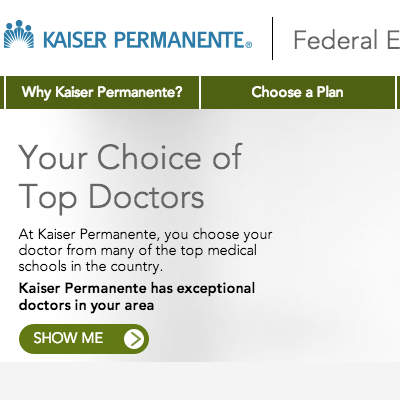 KAISER PERMANENTE® Federal E
Why Kaiser Permanente? Choose a Plan
Your Choice of
Top Doctors
At Kaiser Permanente, you choose your
doctor from many of the top medical
schools in the country.
Kaiser Permanente has exceptional
doctors in your area
SHOW ME